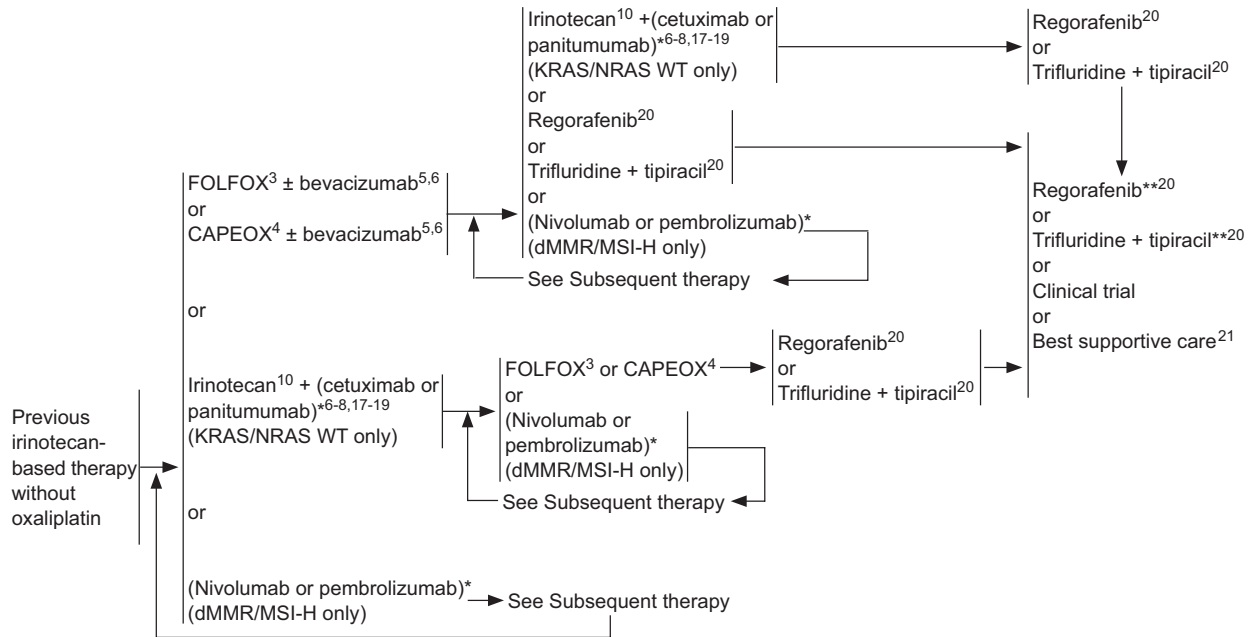 Previous
irinotecan-
based therapy
without
oxaliplatin
FOLFOX³ ± bevacizumab⁵,⁶
or
CAPEOX⁴ ± bevacizumab⁵,⁶
or
Irinotecan¹⁰ + (cetuximab or
panitumumab)*⁶-⁸,¹⁷-¹⁹
(KRAS/NRAS WT only)
or
(Nivolumab or pembrolizumab)*
(dMMR/MSI-H only)
See Subsequent therapy
Irinotecan¹⁰ +(cetuximab or
panitumumab)*⁶-⁸,¹⁷-¹⁹
(KRAS/NRAS WT only)
or
Regorafenib²⁰
or
Trifluridine + tipiracil²⁰
or
(Nivolumab or pembrolizumab)*
(dMMR/MSI-H only)
See Subsequent therapy
FOLFOX³ or CAPEOX⁴
or
(Nivolumab or
pembrolizumab)*
(dMMR/MSI-H only)
See Subsequent therapy
Regorafenib²⁰
or
Trifluridine + tipiracil²⁰
Regorafenib²⁰
or
Trifluridine + tipiracil²⁰
Regorafenib**²⁰
or
Trifluridine + tipiracil**²⁰
or
Clinical trial
or
Best supportive care²¹